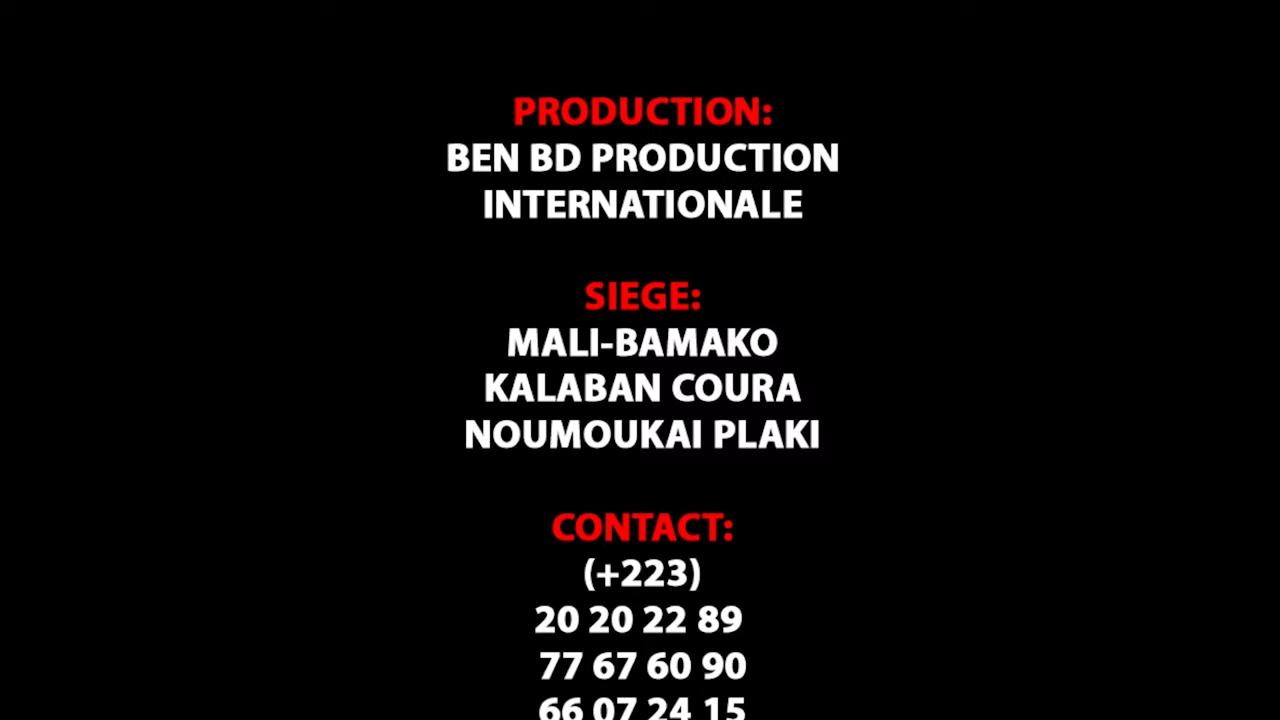 PRODUCTION:
BEN BD PRODUCTION
INTERNATIONALE
SIEGE:
MALI-BAMAKO
KALABAN COURA
NOUMOUKAI PLAKI
CONTACT:
(+223)
20 20 22 89
77 67 60 90
66 07 24 15